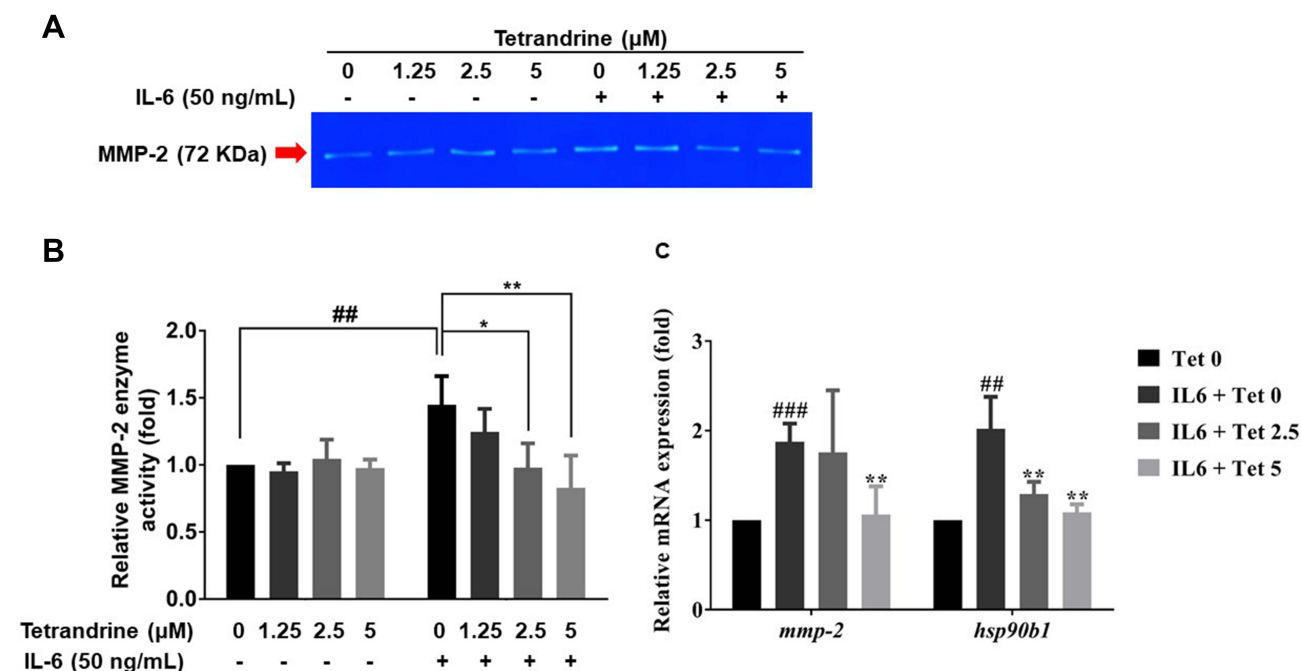 A
Tetrandrine (μM)
0 1.25 2.5 5 0 1.25 2.5 5
IL-6 (50 ng/mL) - - - - + + + +
MMP-2 (72 KDa)
B
Relative MMP-2 enzyme
activity (fold)
2.0
1.5
1.0
0.5
0.0
##
*
**
Tetrandrine (μM) 0 1.25 2.5 5 0 1.25 2.5 5
IL-6 (50 ng/mL) - - - - + + + +
C
Relative mRNA expression (fold)
3
2
1
0
###
**
##
**
**
mmp-2 hsp90b1
Tet 0
IL6 + Tet 0
IL6 + Tet 2.5
IL6 + Tet 5